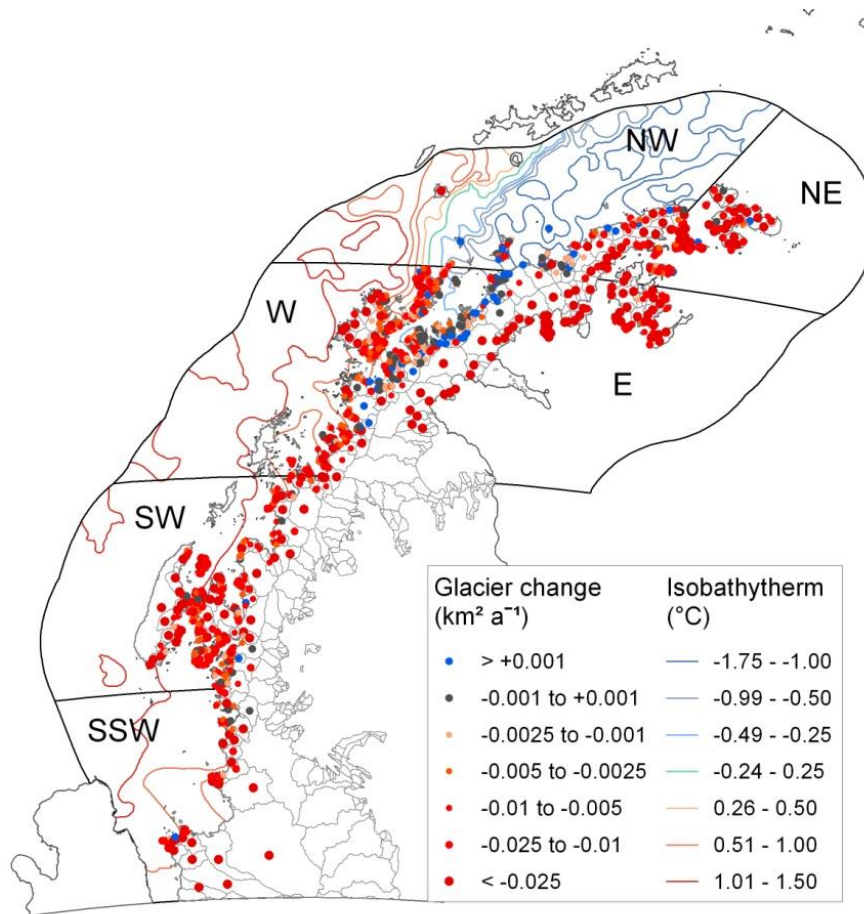 NW
NE
W
E
SW
SSW
Glacier change
(km² a⁻¹)
> +0.001
-0.001 to +0.001
-0.0025 to -0.001
-0.005 to -0.0025
-0.01 to -0.005
-0.025 to -0.01
< -0.025
Isobathytherm
(°C)
-1.75 - -1.00
-0.99 - -0.50
-0.49 - -0.25
-0.24 - 0.25
0.26 - 0.50
0.51 - 1.00
1.01 - 1.50